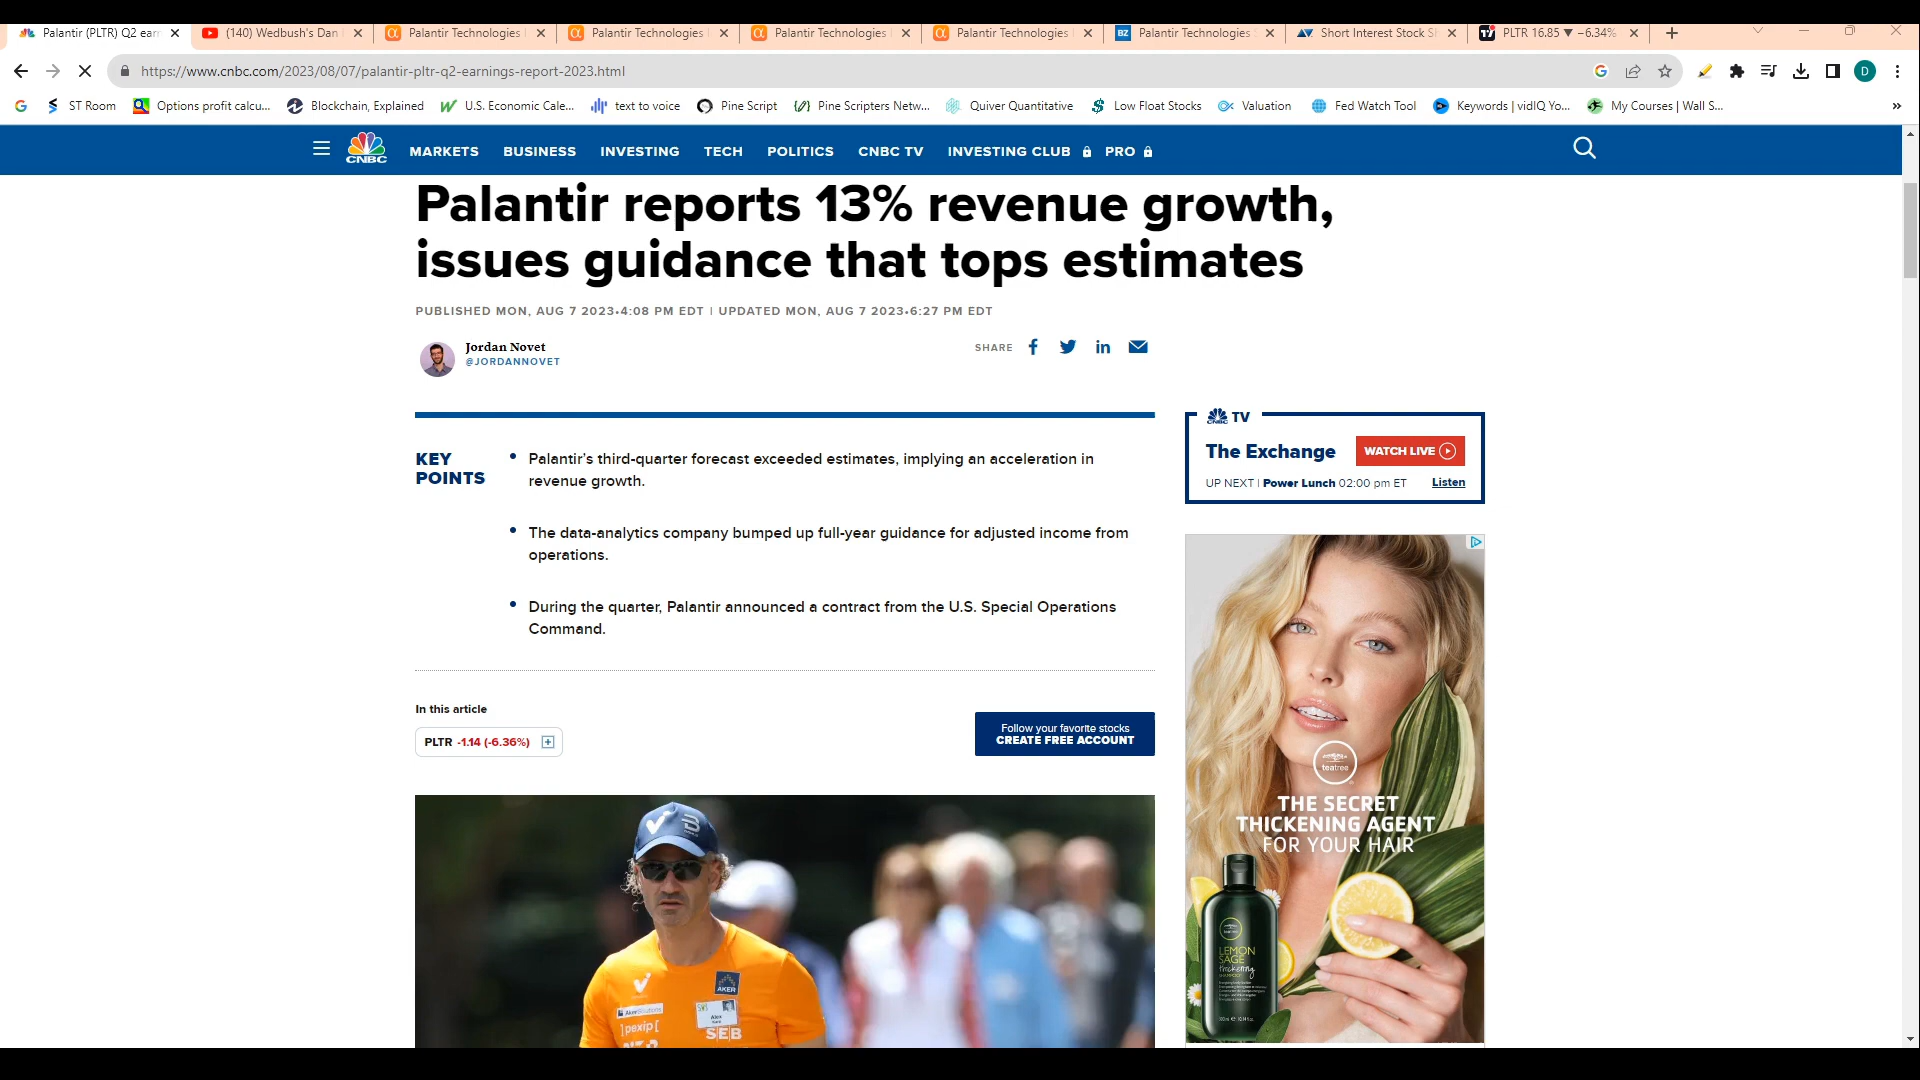 Palantir (PLTR) Q2 earn
(140) Wedbush's Dan
Palantir Technologies
Palantir Technologies
Palantir Technologies
Palantir Technologies
Palantir Technologies
Short Interest Stock S
PLTR 16.85 ▼ −6.34%
https://www.cnbc.com/2023/08/07/palantir-pltr-q2-earnings-report-2023.html
D
ST Room
Options profit calcu...
Blockchain, Explained
U.S. Economic Cale...
text to voice
Pine Script
Pine Scripters Netw...
Quiver Quantitative
Low Float Stocks
Valuation
Fed Watch Tool
Keywords | vidIQ Yo...
My Courses | Wall S...
»
CNBC
MARKETS BUSINESS INVESTING TECH POLITICS CNBC TV INVESTING CLUB PRO
Palantir reports 13% revenue growth,
issues guidance that tops estimates
PUBLISHED MON, AUG 7 2023•4:08 PM EDT | UPDATED MON, AUG 7 2023•6:27 PM EDT
Jordan Novet
@JORDANNOVET
SHARE
KEY
POINTS
Palantir’s third-quarter forecast exceeded estimates, implying an acceleration in
revenue growth.
The data-analytics company bumped up full-year guidance for adjusted income from
operations.
During the quarter, Palantir announced a contract from the U.S. Special Operations
Command.
In this article
PLTR -1.14 (-6.36%)
Follow your favorite stocks
CREATE FREE ACCOUNT
TV
The Exchange
WATCH LIVE
UP NEXT | Power Lunch 02:00 pm ET
Listen
teatree
THE SECRET
THICKENING AGENT
FOR YOUR HAIR
LEMON
SAGE
thickening
AKER
]pexip[
SEB